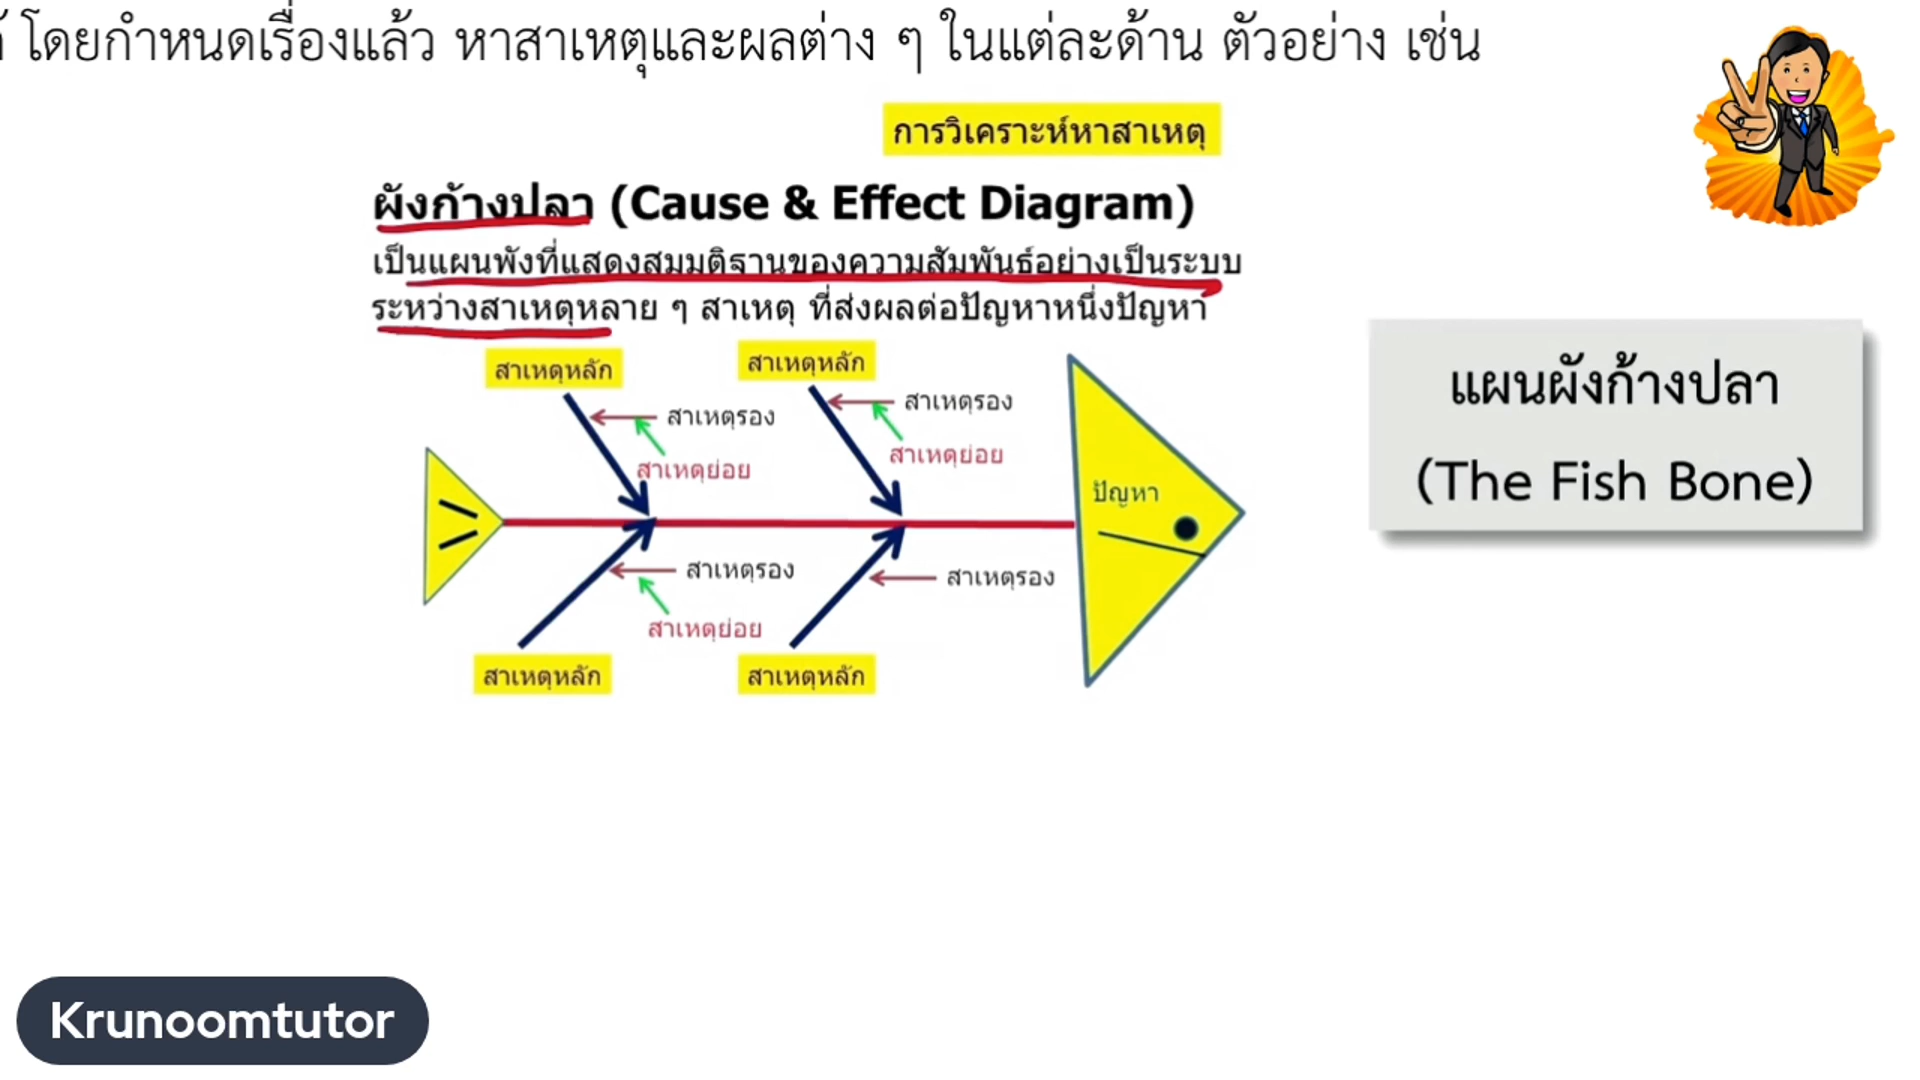 โดยกำหนดเรื่องแล้ว หาสาเหตุและผลต่าง ๆ ในแต่ละด้าน ตัวอย่าง เช่น
การวิเคราะห์หาสาเหตุ
ผังก้างปลา (Cause & Effect Diagram)
เป็นแผนพังที่แสดงสมมติฐานของความสัมพันธ์อย่างเป็นระบบ
ระหว่างสาเหตุหลาย ๆ สาเหตุ ที่ส่งผลต่อปัญหาหนึ่งปัญหา
สาเหตุหลัก
สาเหตุหลัก
สาเหตุรอง
สาเหตุรอง
สาเหตุย่อย
สาเหตุย่อย
ปัญหา
สาเหตุรอง
สาเหตุรอง
สาเหตุย่อย
สาเหตุหลัก
สาเหตุหลัก
แผนผังก้างปลา
(The Fish Bone)
Krunoomtutor